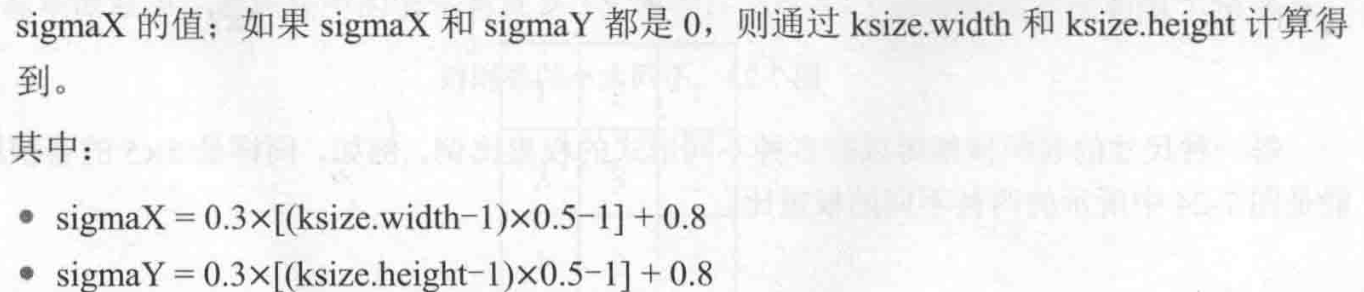 sigmaX 的值；如果 sigmaX 和 sigmaY 都是 0，则通过 ksize.width 和 ksize.height 计算得
到。
其中：
• sigmaX = 0.3×[(ksize.width−1)×0.5−1] + 0.8
• sigmaY = 0.3×[(ksize.height−1)×0.5−1] + 0.8